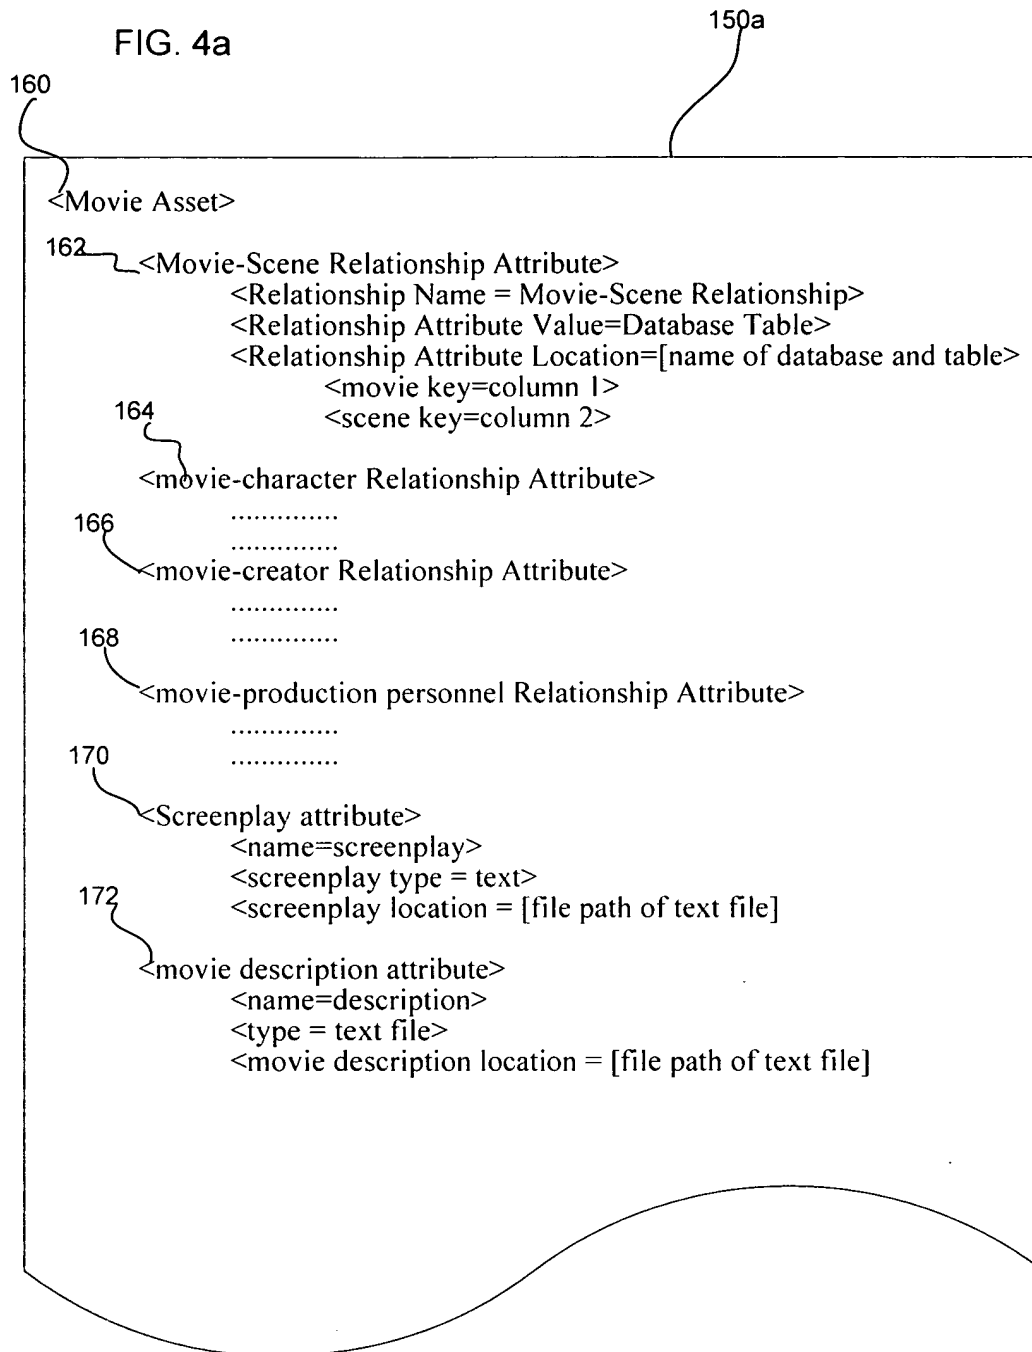 FIG. 4a
150a
160
<Movie Asset>
162
<Movie-Scene Relationship Attribute>
<Relationship Name = Movie-Scene Relationship>
<Relationship Attribute Value=Database Table>
<Relationship Attribute Location=[name of database and table>
<movie key=column 1>
<scene key=column 2>
164
<movie-character Relationship Attribute>
..............
..............
166
<movie-creator Relationship Attribute>
..............
..............
168
<movie-production personnel Relationship Attribute>
..............
..............
170
<Screenplay attribute>
<name=screenplay>
<screenplay type = text>
<screenplay location = [file path of text file]
172
<movie description attribute>
<name=description>
<type = text file>
<movie description location = [file path of text file]